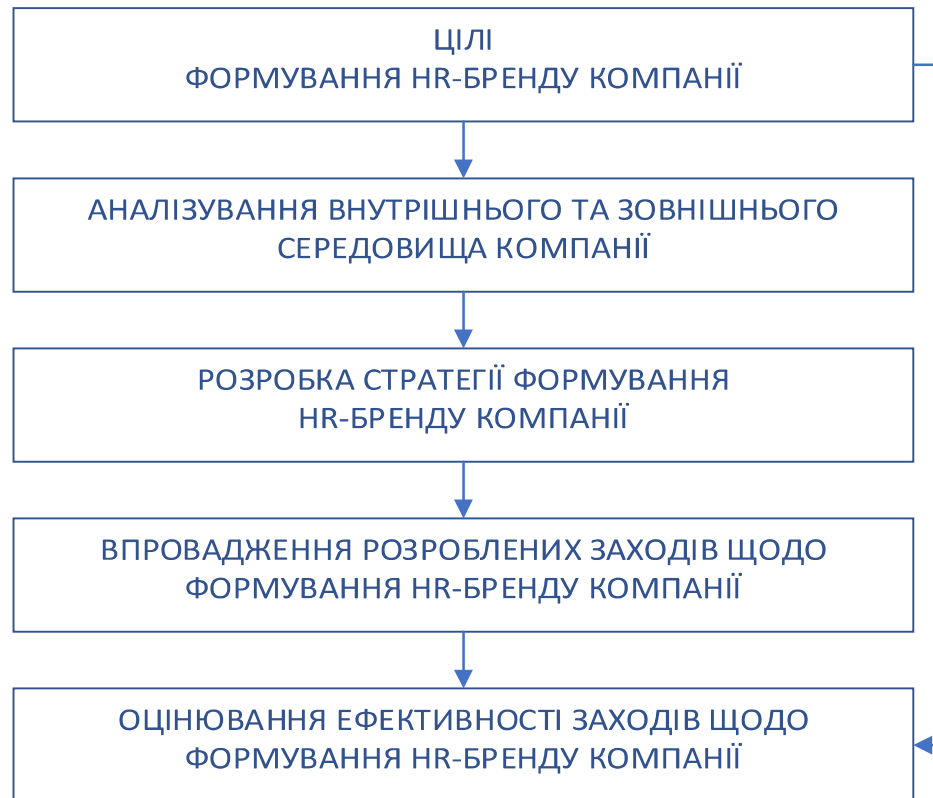 ЦІЛІ
ФОРМУВАННЯ HR-БРЕНДУ КОМПАНІЇ
АНАЛІЗУВАННЯ ВНУТРІШНЬОГО ТА ЗОВНІШНЬОГО
СЕРЕДОВИЩА КОМПАНІЇ
РОЗРОБКА СТРАТЕГІЇ ФОРМУВАННЯ
HR-БРЕНДУ КОМПАНІЇ
ВПРОВАДЖЕННЯ РОЗРОБЛЕНИХ ЗАХОДІВ ЩОДО
ФОРМУВАННЯ HR-БРЕНДУ КОМПАНІЇ
ОЦІНЮВАННЯ ЕФЕКТИВНОСТІ ЗАХОДІВ ЩОДО
ФОРМУВАННЯ HR-БРЕНДУ КОМПАНІЇ